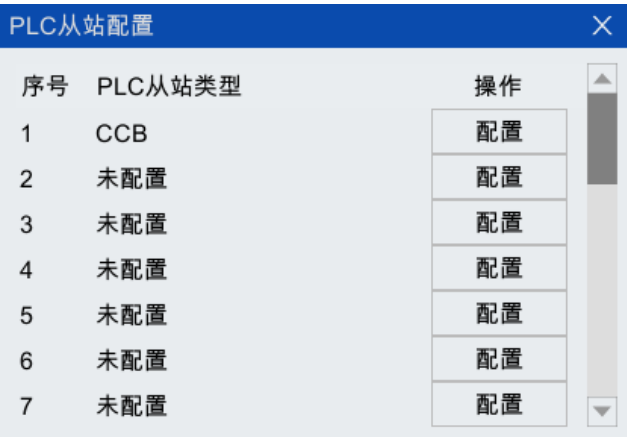 PLC从站配置
序号 PLC从站类型 操作
1 CCB 配置
2 未配置 配置
3 未配置 配置
4 未配置 配置
5 未配置 配置
6 未配置 配置
7 未配置 配置